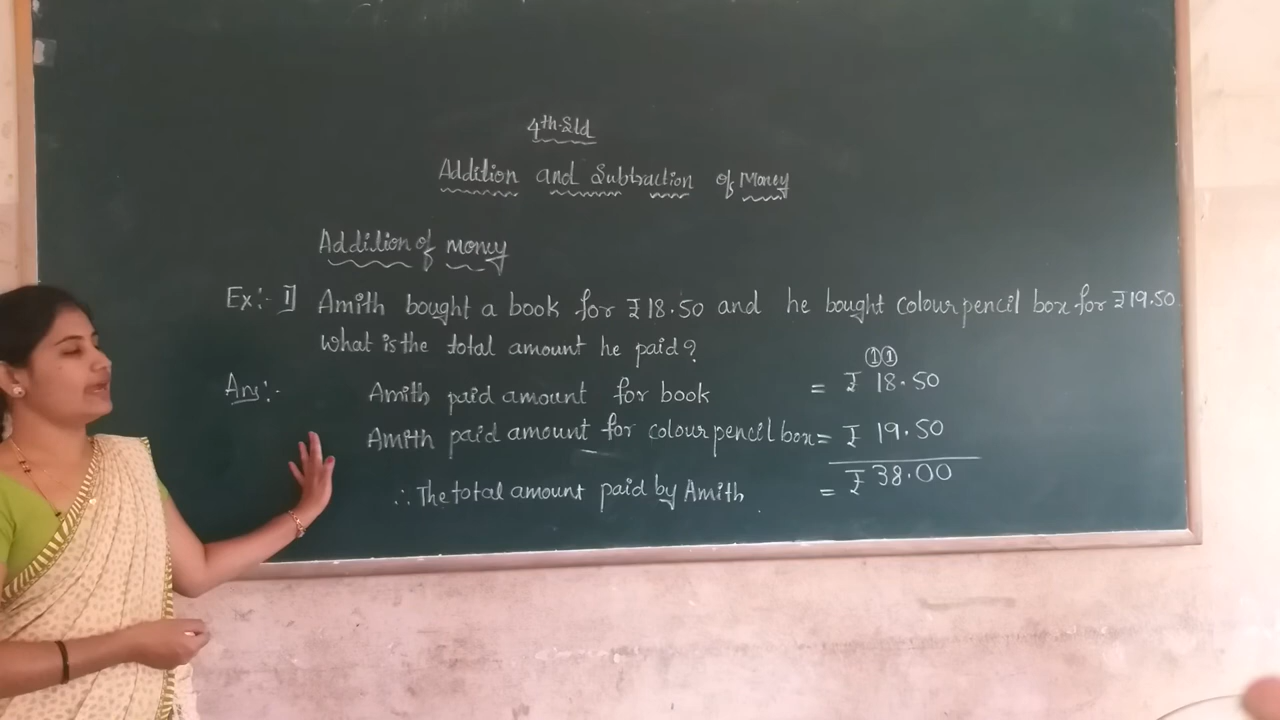 4th-Std
Addition and Subtraction of Money
Addition of money
Ex:- 1] Amith bought a book for ₹18.50 and he bought colour pencil box for ₹19.50
what is the total amount he paid?
① ①
Ans:- Amith paid amount for book = ₹ 18.50
Amith paid amount for colour pencil box = ₹ 19.50
∴ The total amount paid by Amith = ₹ 38.00